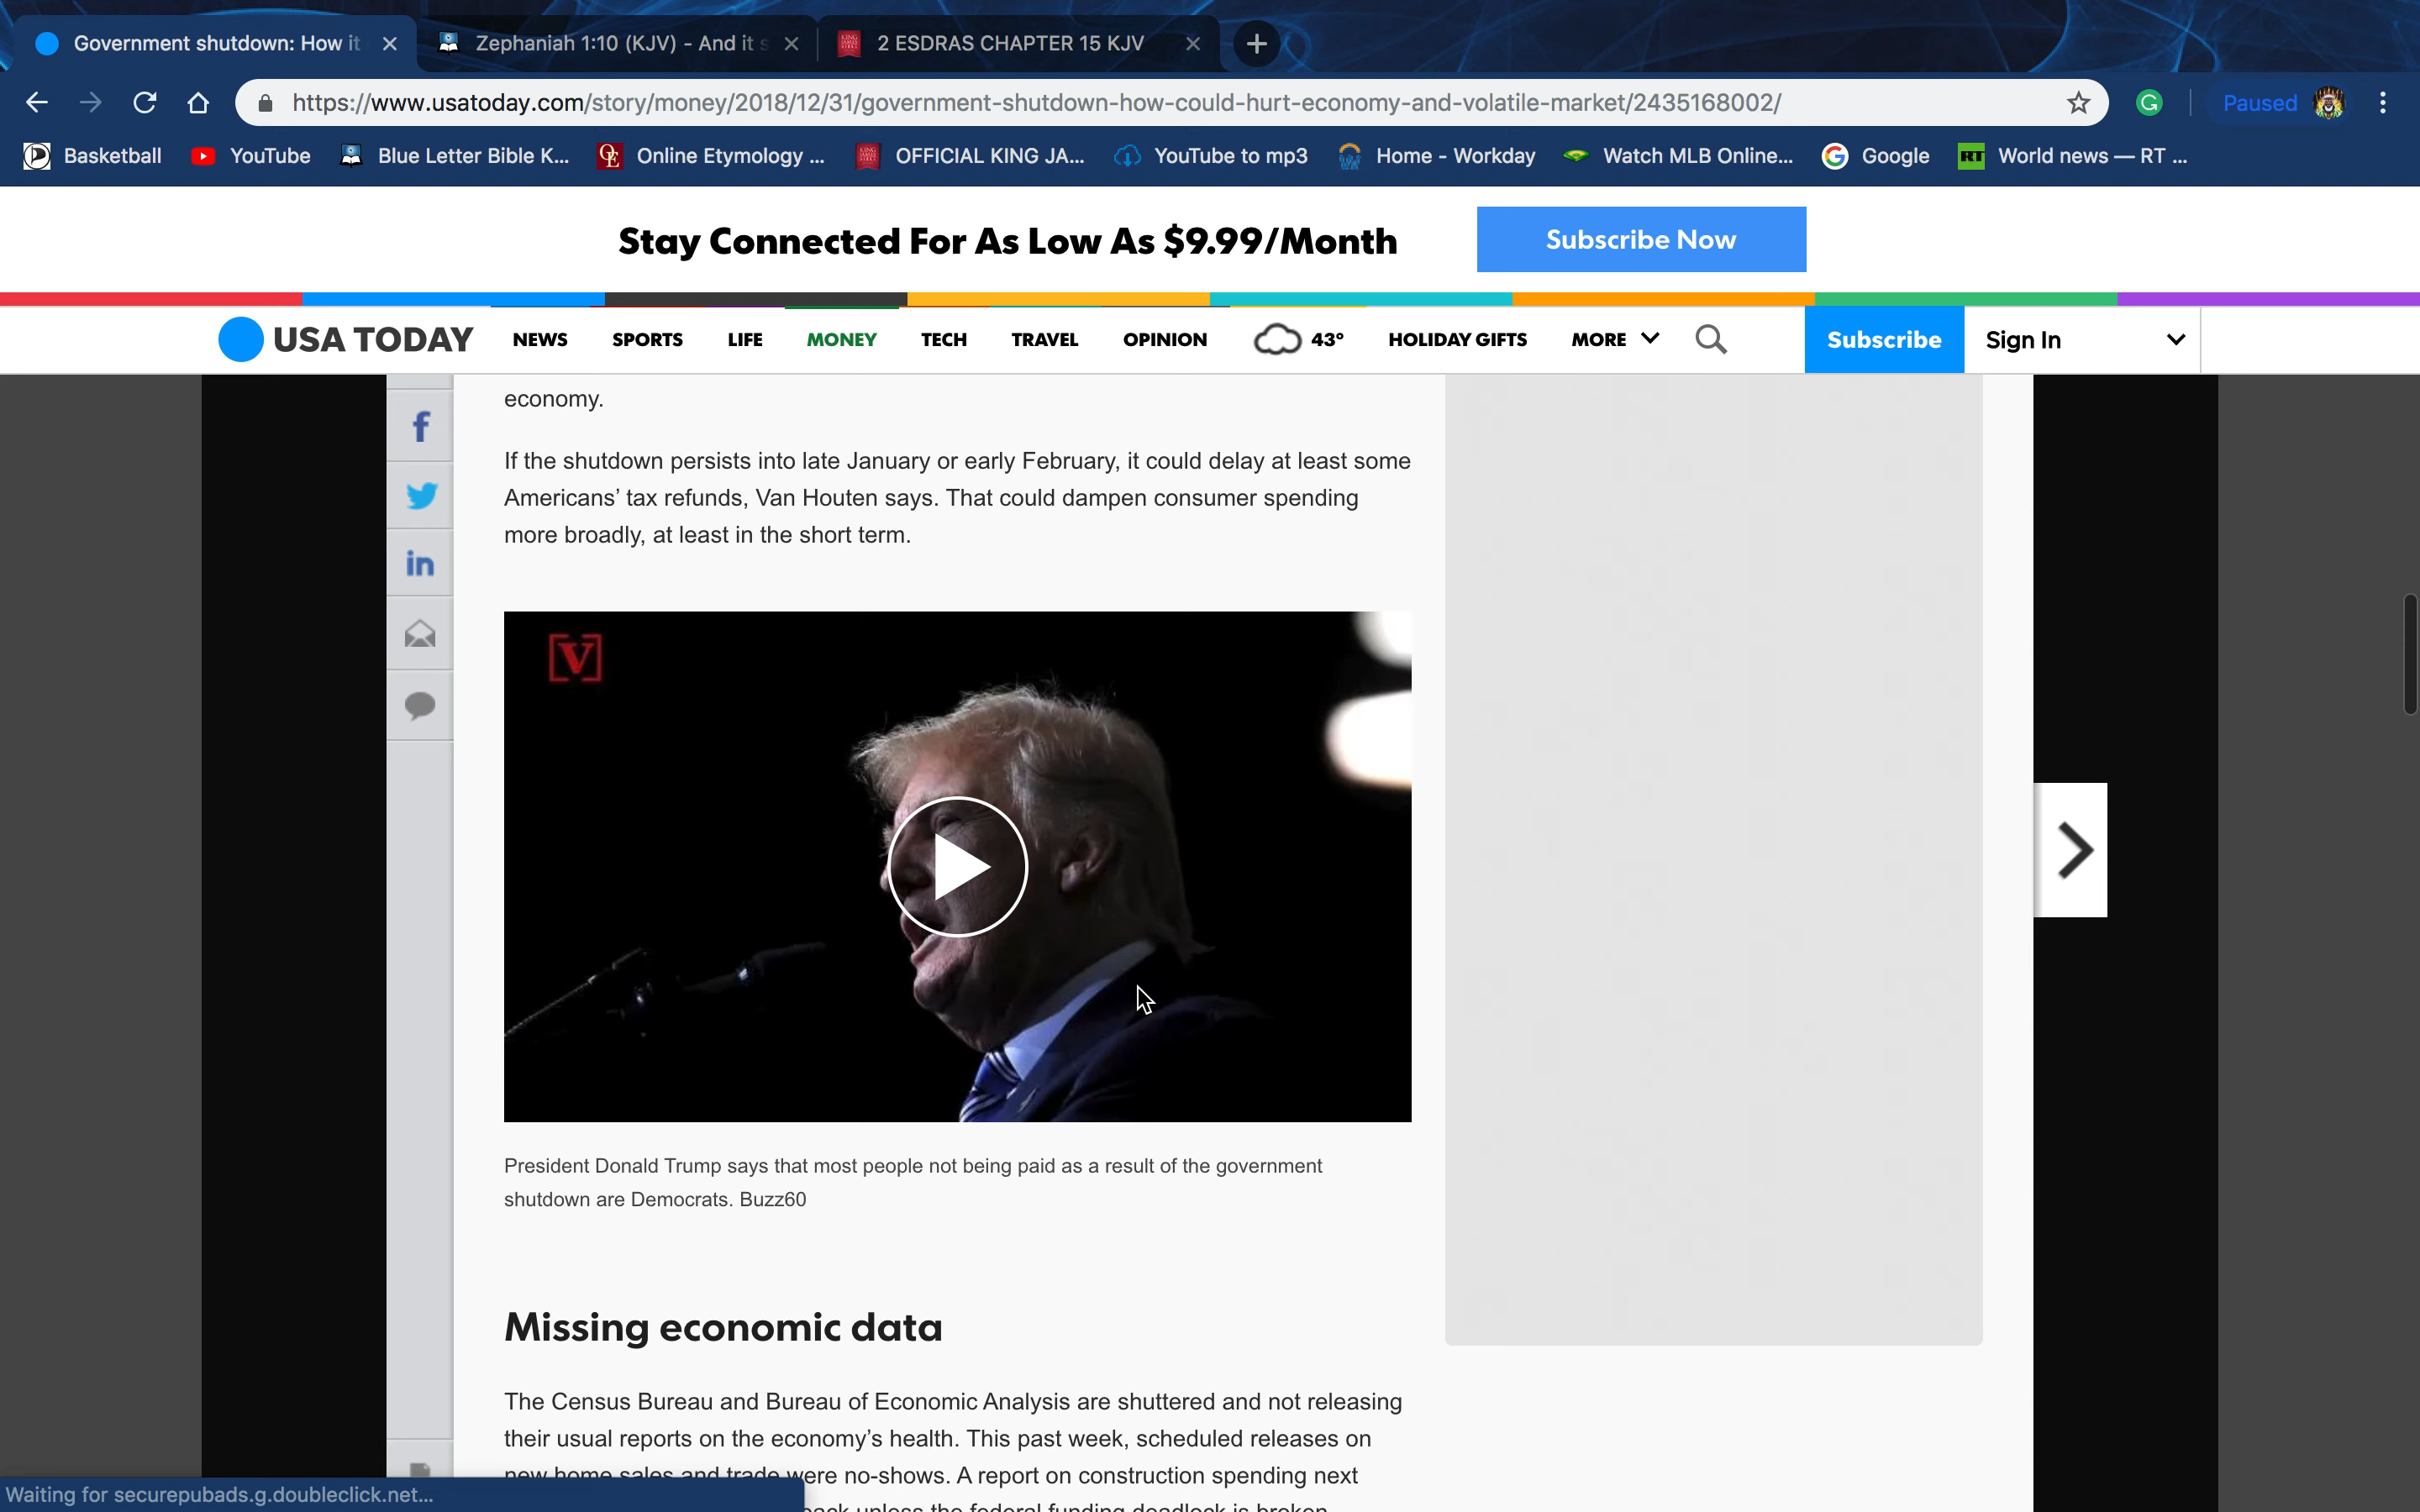 Government shutdown: How it
Zephaniah 1:10 (KJV) - And it s
2 ESDRAS CHAPTER 15 KJV
https://www.usatoday.com/story/money/2018/12/31/government-shutdown-how-could-hurt-economy-and-volatile-market/2435168002/
G
Paused
Basketball
YouTube
Blue Letter Bible K...
Online Etymology ...
OFFICIAL KING JA...
YouTube to mp3
Home - Workday
Watch MLB Online...
Google
RT
World news — RT ...
Stay Connected For As Low As $9.99/Month
Subscribe Now
USA TODAY
NEWS
SPORTS
LIFE
MONEY
TECH
TRAVEL
OPINION
43°
HOLIDAY GIFTS
MORE
Subscribe
Sign In
economy.
f
in
If the shutdown persists into late January or early February, it could delay at least some
Americans’ tax refunds, Van Houten says. That could dampen consumer spending
more broadly, at least in the short term.
[V]
President Donald Trump says that most people not being paid as a result of the government
shutdown are Democrats. Buzz60
Missing economic data
The Census Bureau and Bureau of Economic Analysis are shuttered and not releasing
their usual reports on the economy’s health. This past week, scheduled releases on
new home sales and trade were no-shows. A report on construction spending next
unless the federal funding deadlock is broken
Waiting for securepubads.g.doubleclick.net...